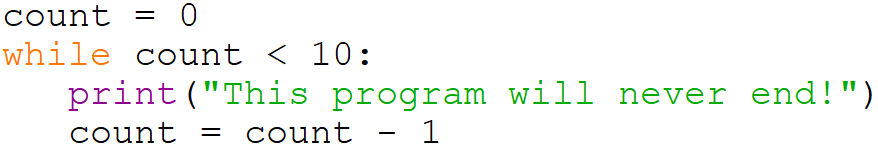 count = 0
while count < 10:
   print("This program will never end!")
   count = count - 1